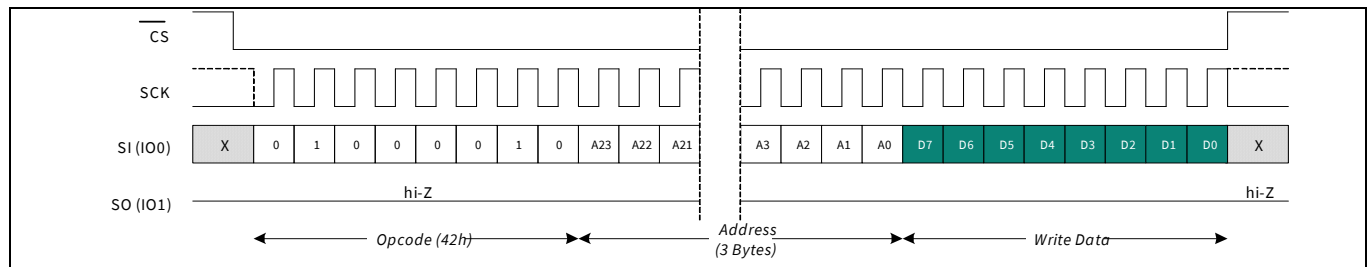 CS
SCK
SI (IO0) X 0 1 0 0 0 0 1 0 A23 A22 A21 A3 A2 A1 A0 D7 D6 D5 D4 D3 D2 D1 D0 X
hi-Z hi-Z
SO (IO1)
Opcode (42h) Address (3 Bytes) Write Data